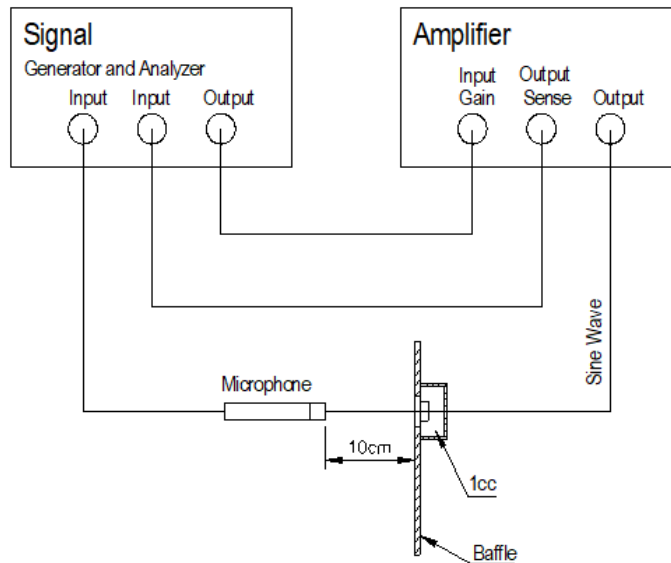 Signal
Generator and Analyzer
Input
Input
Output
Amplifier
Input
Gain
Output
Sense
Output
Sine Wave
Microphone
10cm
1cc
Baffle